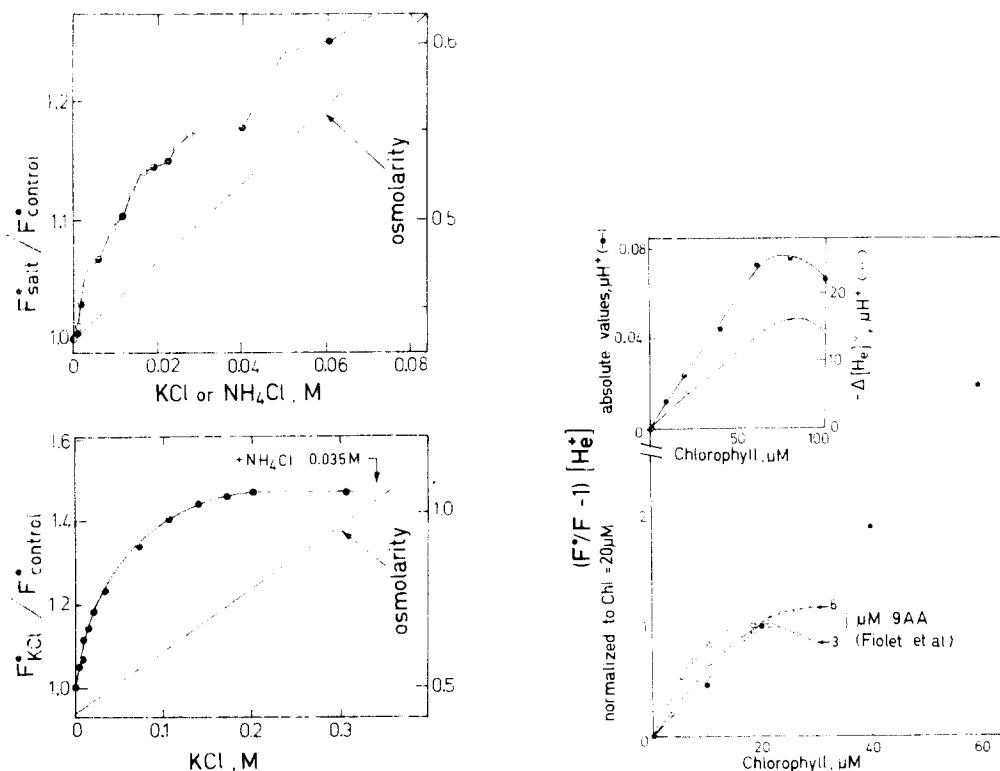 F°salt / F°control
1.2
1.1
1.0
0
0.02
0.04
0.06
0.08
KCl or NH4Cl, M
0.6
0.5
osmolarity
F°KCl / F°control
1.6
1.4
1.2
1.0
0
0.1
0.2
0.3
KCl, M
+NH4Cl 0.035M
1.0
0.5
osmolarity
absolute values, μH+
0.08
0.04
0
50
100
Chlorophyll, μM
20
10
0
(F°/F -1) [He+]
normalized to Chl = 20μM
2
1
0
20
40
60
Chlorophyll, μM
6
3
μM 9AA
(Fiolet et al)